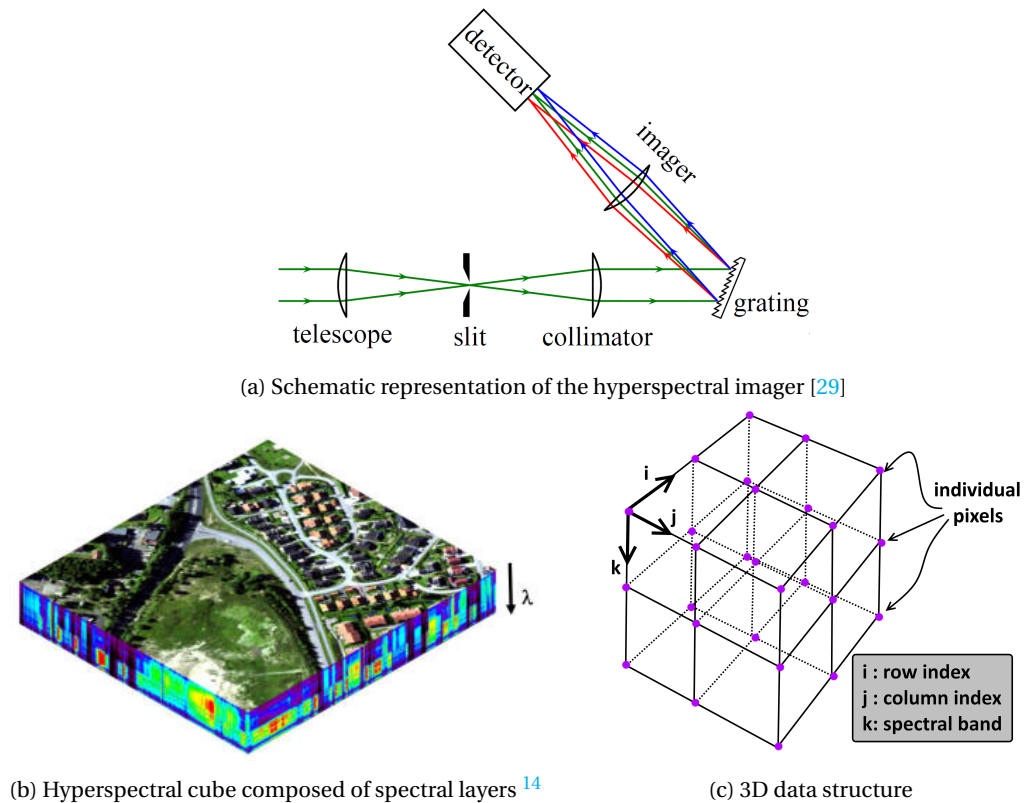 detector
imager
grating
telescope
slit
collimator
(a) Schematic representation of the hyperspectral imager [29]
λ
(b) Hyperspectral cube composed of spectral layers 14
i
j
k
individual
pixels
i : row index
j : column index
k: spectral band
(c) 3D data structure